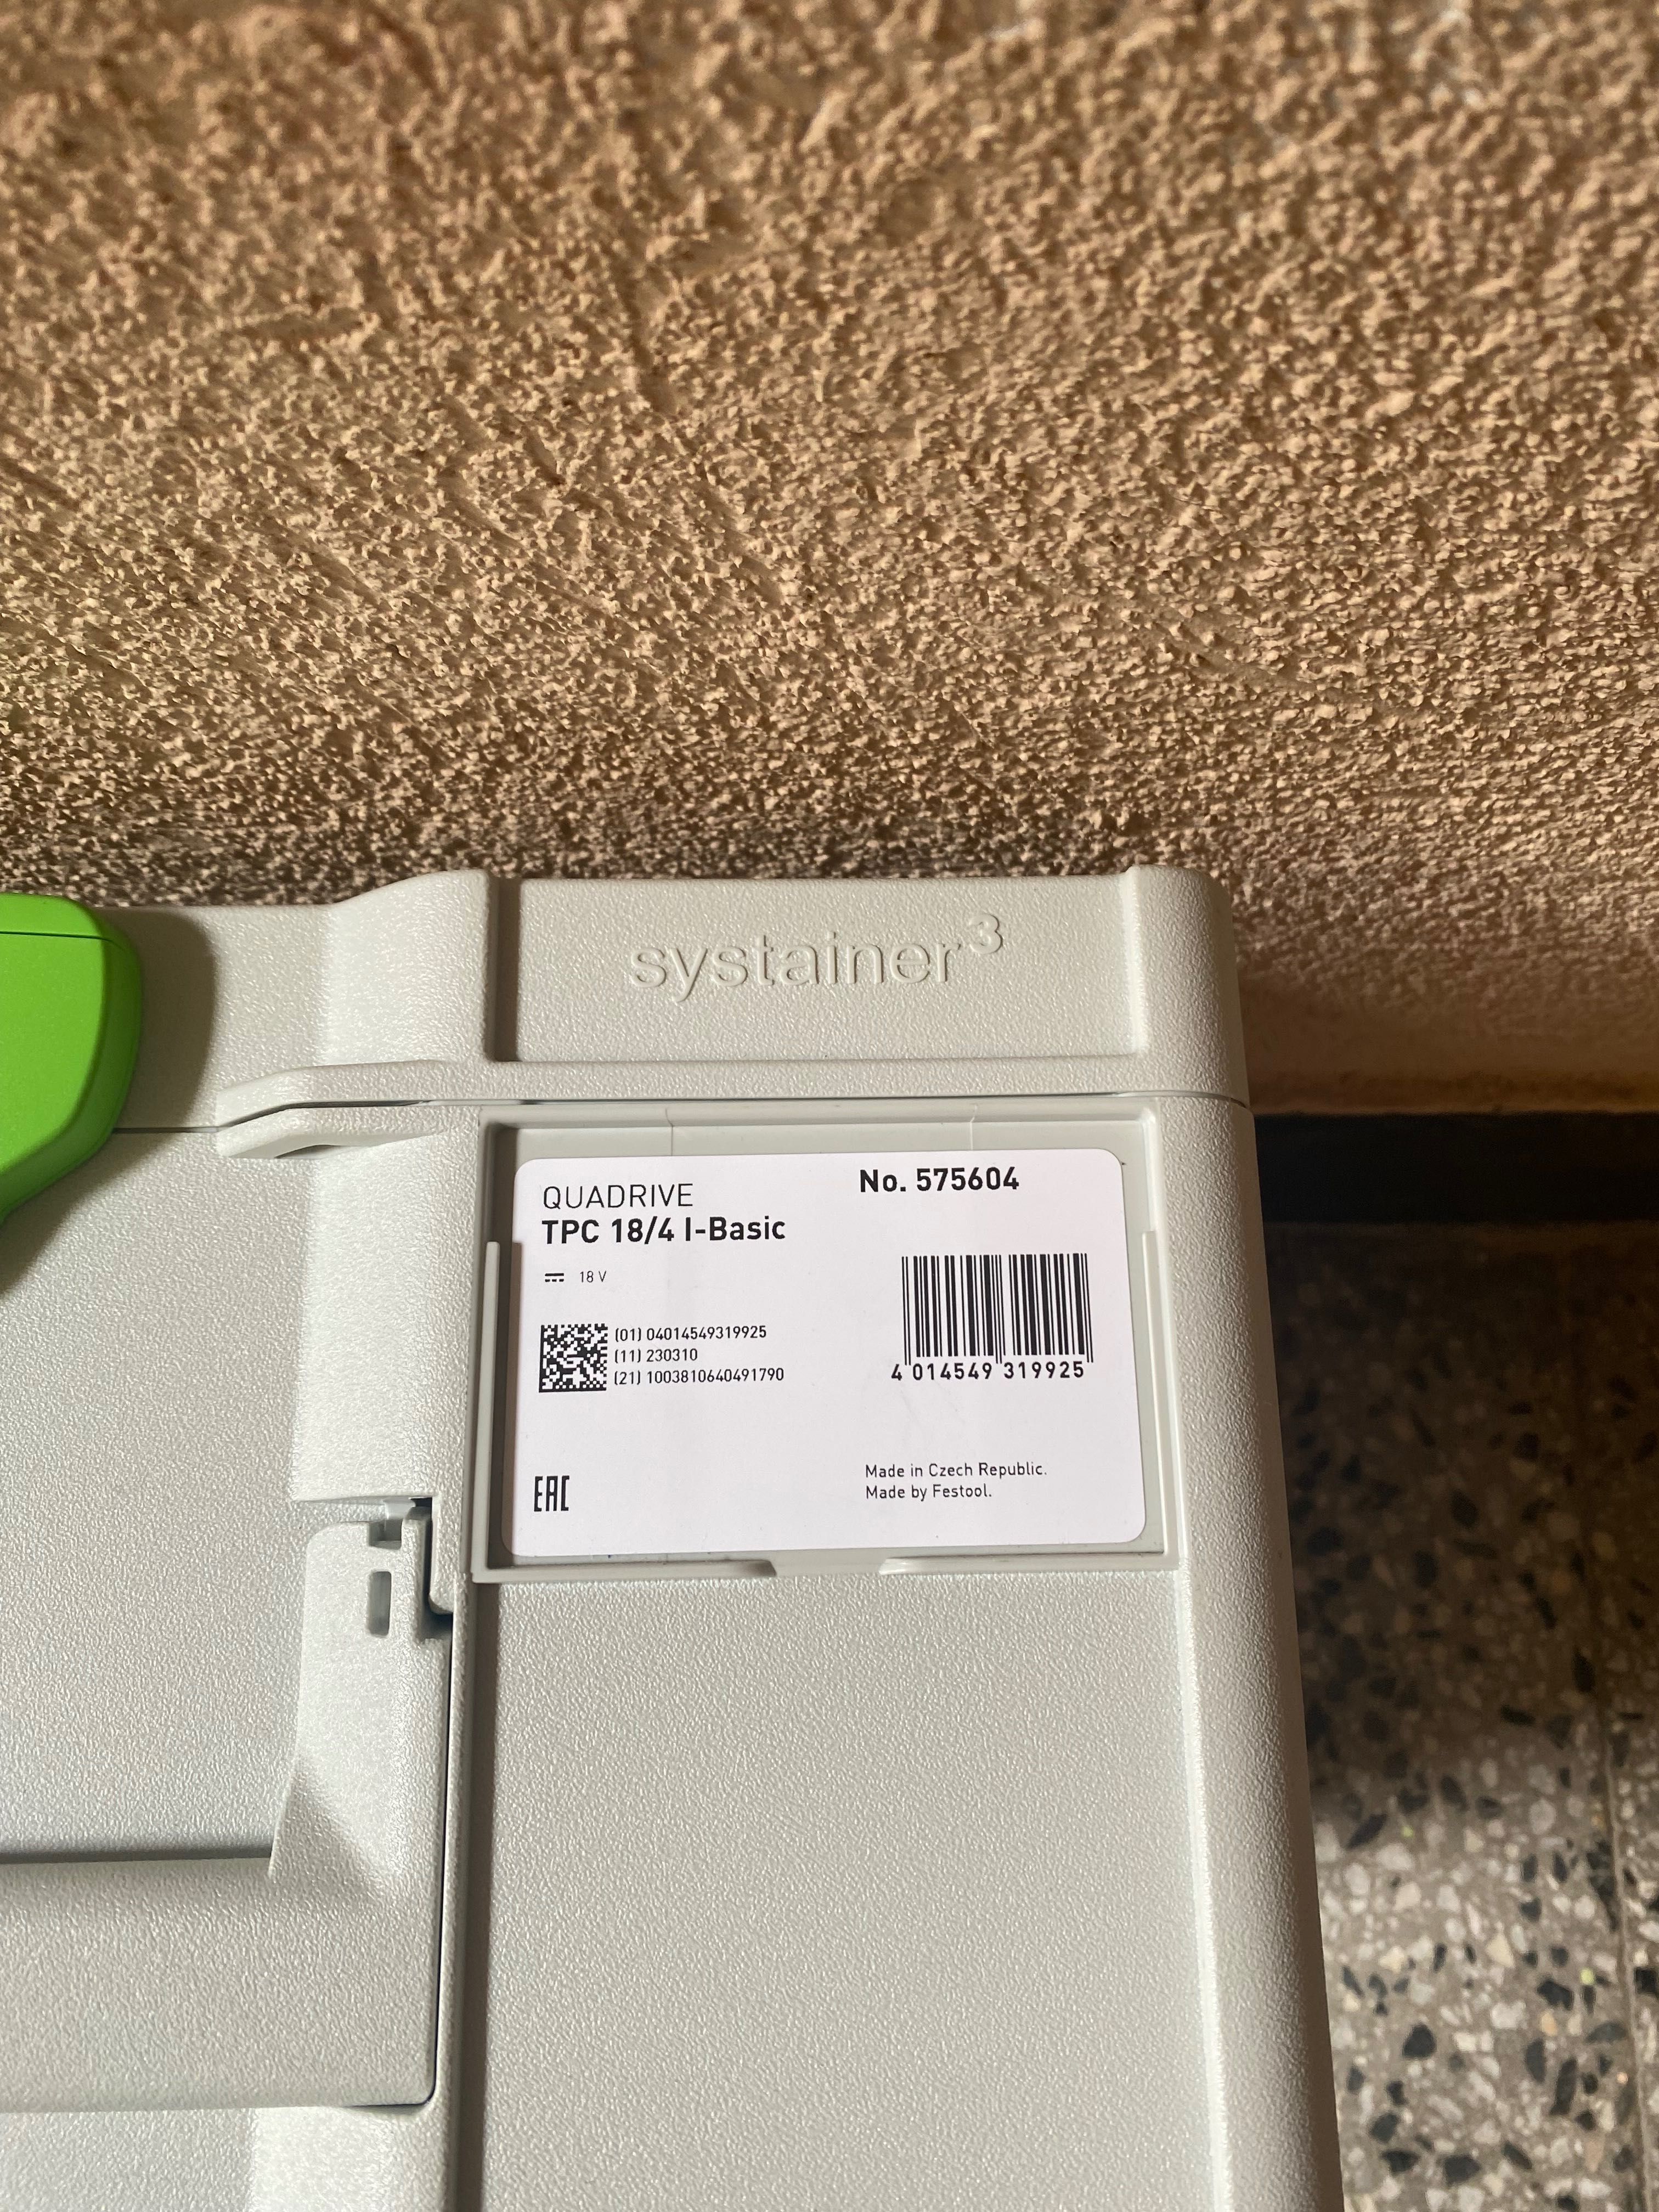 systainer³
QUADRIVE
TPC 18/4 I-Basic
No. 575604
18 V
(01) 04014549319925
(11) 230310
(21) 1003810640491790
4 014549 319925
EAC
Made in Czech Republic.
Made by Festool.